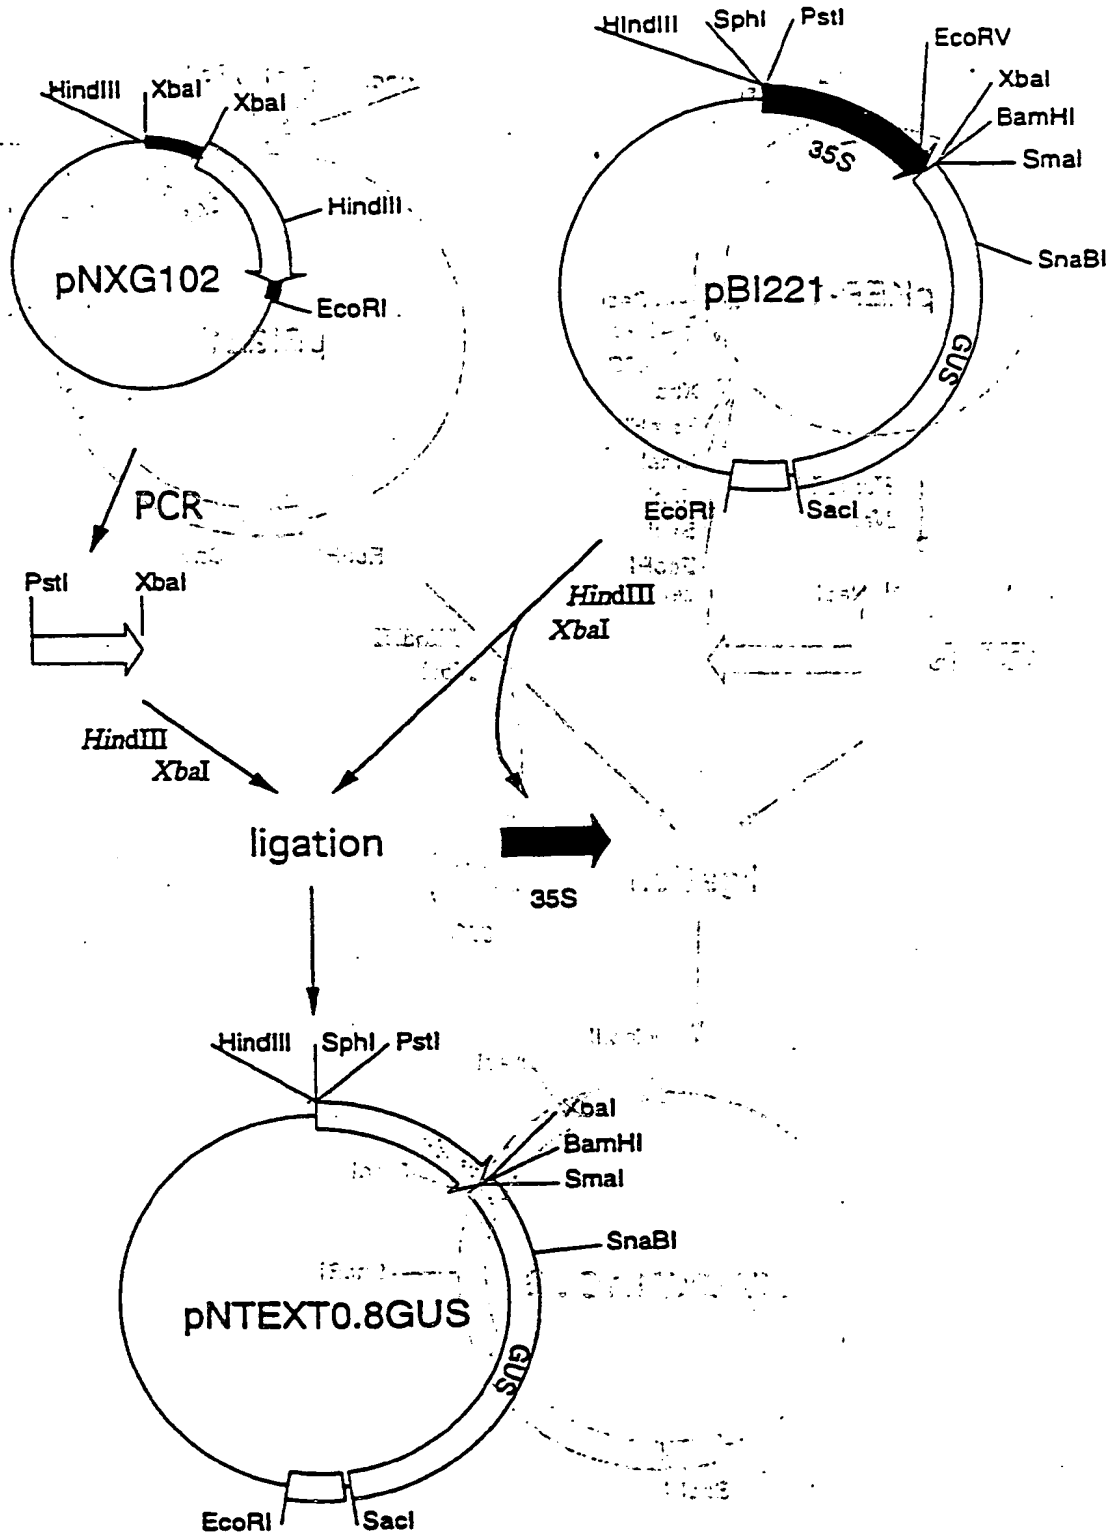 HindIII XbaI
XbaI
HindIII
pNXG102
EcoRI
HindIII SphI PstI
EcoRV
XbaI
BamHI
SmaI
35S
SnaBI
pBI221
GUS
EcoRI SacI
PCR
PstI XbaI
HindIII
XbaI
HindIII
XbaI
ligation
35S
HindIII SphI PstI
XbaI
BamHI
SmaI
SnaBI
pNTEXT0.8GUS
GUS
EcoRI SacI